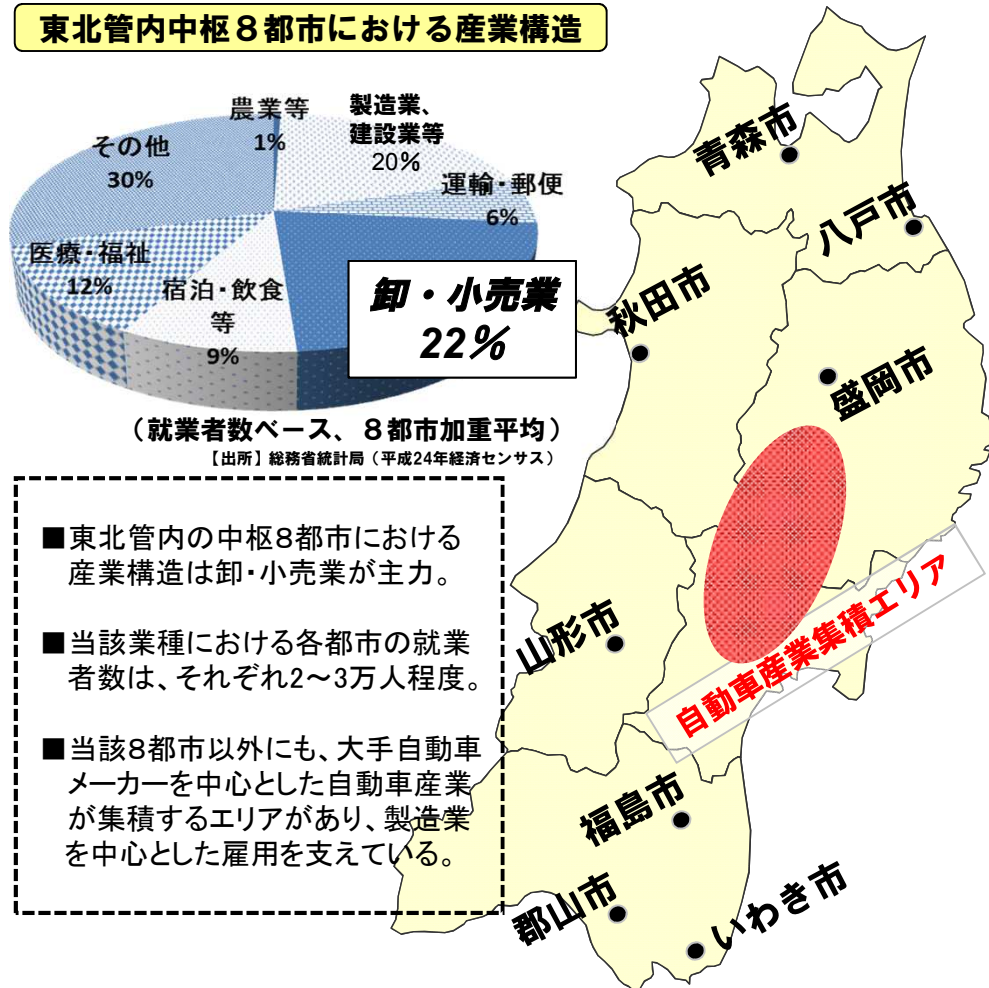 東北管内中枢８都市における産業構造
農業等
1%
製造業、
建設業等
20%
運輸・郵便
6%
その他
30%
医療・福祉
12%
宿泊・飲食
等
9%
卸・小売業
22%
（就業者数ベース、８都市加重平均）
【出所】総務省統計局（平成24年経済センサス）
■東北管内の中枢8都市における
産業構造は卸・小売業が主力。
■当該業種における各都市の就業
者数は、それぞれ2～3万人程度。
■当該8都市以外にも、大手自動車
メーカーを中心とした自動車産業
が集積するエリアがあり、製造業
を中心とした雇用を支えている。
青森市
八戸市
秋田市
盛岡市
自動車産業集積エリア
山形市
福島市
郡山市
いわき市